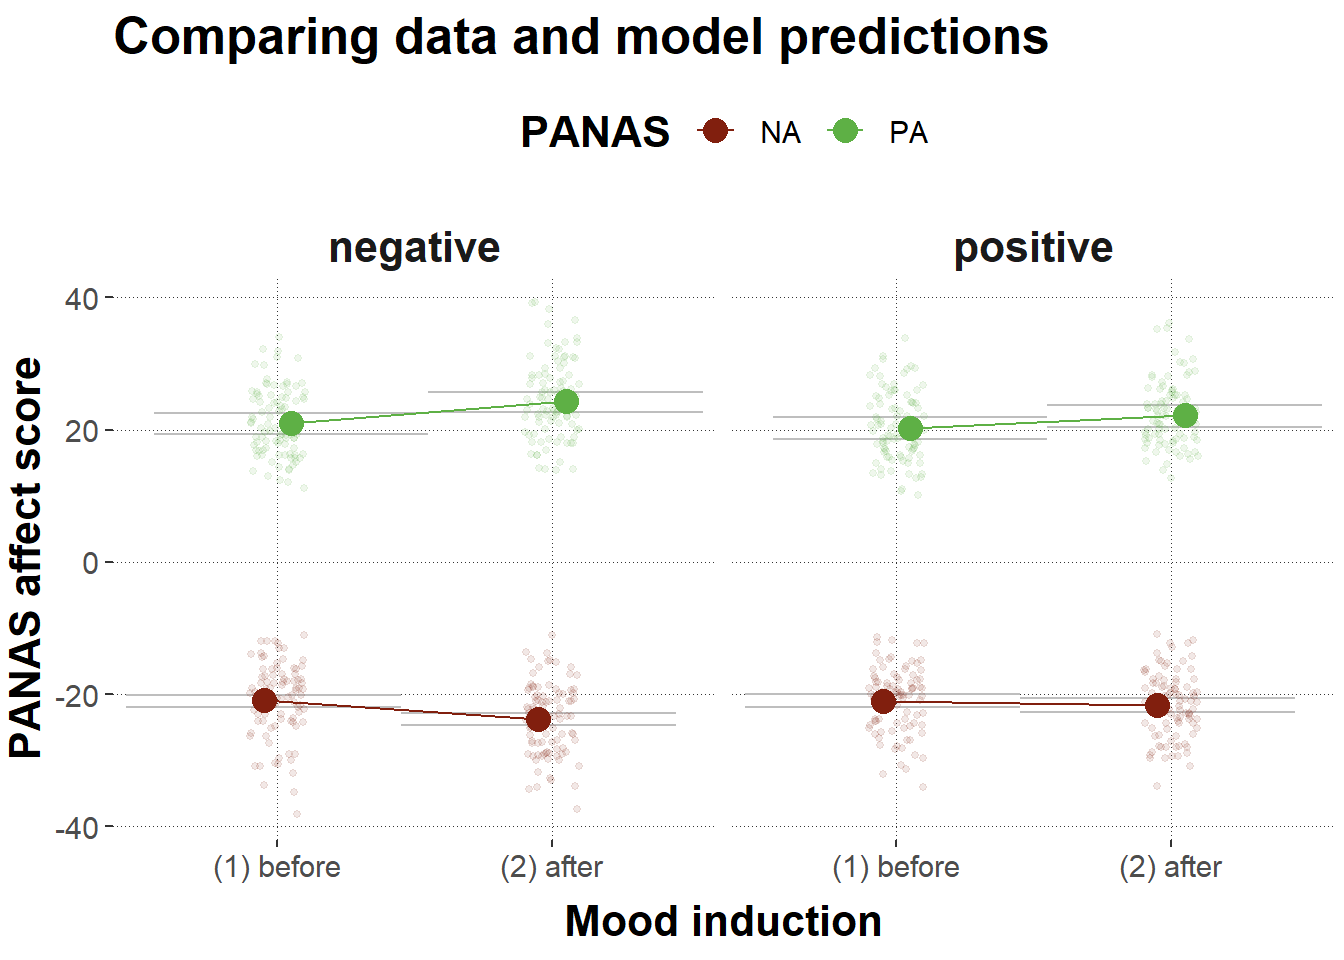 Comparing data and model predictions
PANAS NA PA
negative positive
PANAS affect score
40
20
0
-20
-40
(1) before (2) after (1) before (2) after
Mood induction